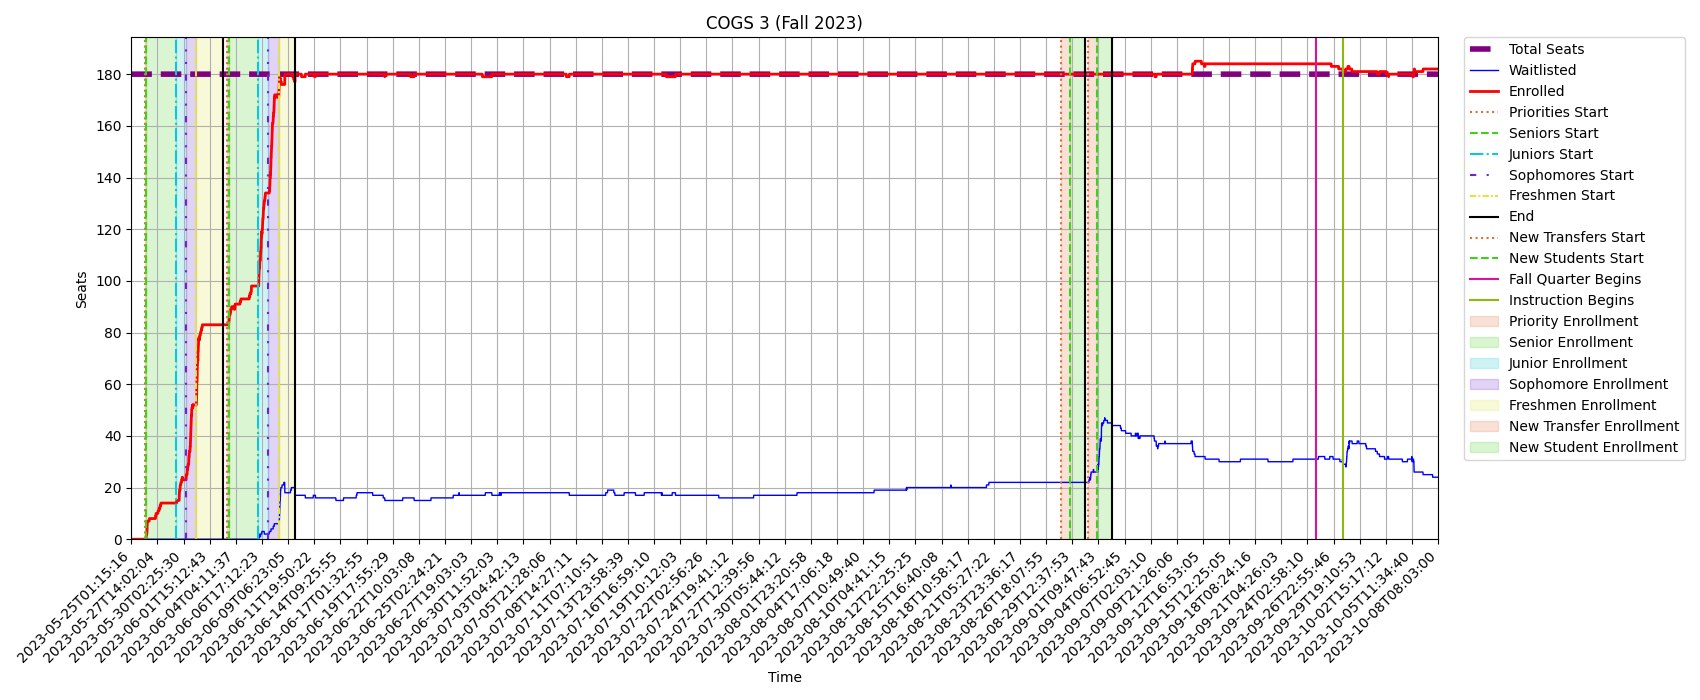 COGS 3 (Fall 2023)
Seats
180
160
140
120
100
80
60
40
20
0
2023-05-25T01:15:16
2023-05-27T14:02:04
2023-05-30T02:25:30
2023-06-01T15:12:43
2023-06-04T04:11:37
2023-06-06T17:12:23
2023-06-09T06:23:05
2023-06-11T19:50:22
2023-06-14T09:25:55
2023-06-17T01:32:55
2023-06-19T17:55:29
2023-06-22T10:03:08
2023-06-25T02:24:21
2023-06-27T19:03:03
2023-06-30T11:52:03
2023-07-03T04:42:13
2023-07-05T21:28:06
2023-07-08T14:27:11
2023-07-11T07:10:51
2023-07-13T23:58:39
2023-07-16T16:59:10
2023-07-19T10:12:03
2023-07-22T02:56:26
2023-07-24T19:41:12
2023-07-27T12:39:56
2023-07-30T05:44:12
2023-08-01T23:20:58
2023-08-04T17:06:18
2023-08-07T10:49:40
2023-08-10T04:41:15
2023-08-12T22:25:25
2023-08-15T16:40:08
2023-08-18T10:58:17
2023-08-21T05:27:22
2023-08-23T23:36:17
2023-08-26T18:07:55
2023-08-29T12:37:53
2023-09-01T09:47:43
2023-09-04T06:52:45
2023-09-07T02:03:10
2023-09-09T21:26:06
2023-09-12T16:53:05
2023-09-15T12:25:05
2023-09-18T08:24:16
2023-09-21T04:26:03
2023-09-24T02:58:10
2023-09-26T22:55:46
2023-09-29T19:10:53
2023-10-02T15:17:12
2023-10-05T11:34:40
2023-10-08T08:03:00
Time
Total Seats
Waitlisted
Enrolled
Priorities Start
Seniors Start
Juniors Start
Sophomores Start
Freshmen Start
End
New Transfers Start
New Students Start
Fall Quarter Begins
Instruction Begins
Priority Enrollment
Senior Enrollment
Junior Enrollment
Sophomore Enrollment
Freshmen Enrollment
New Transfer Enrollment
New Student Enrollment